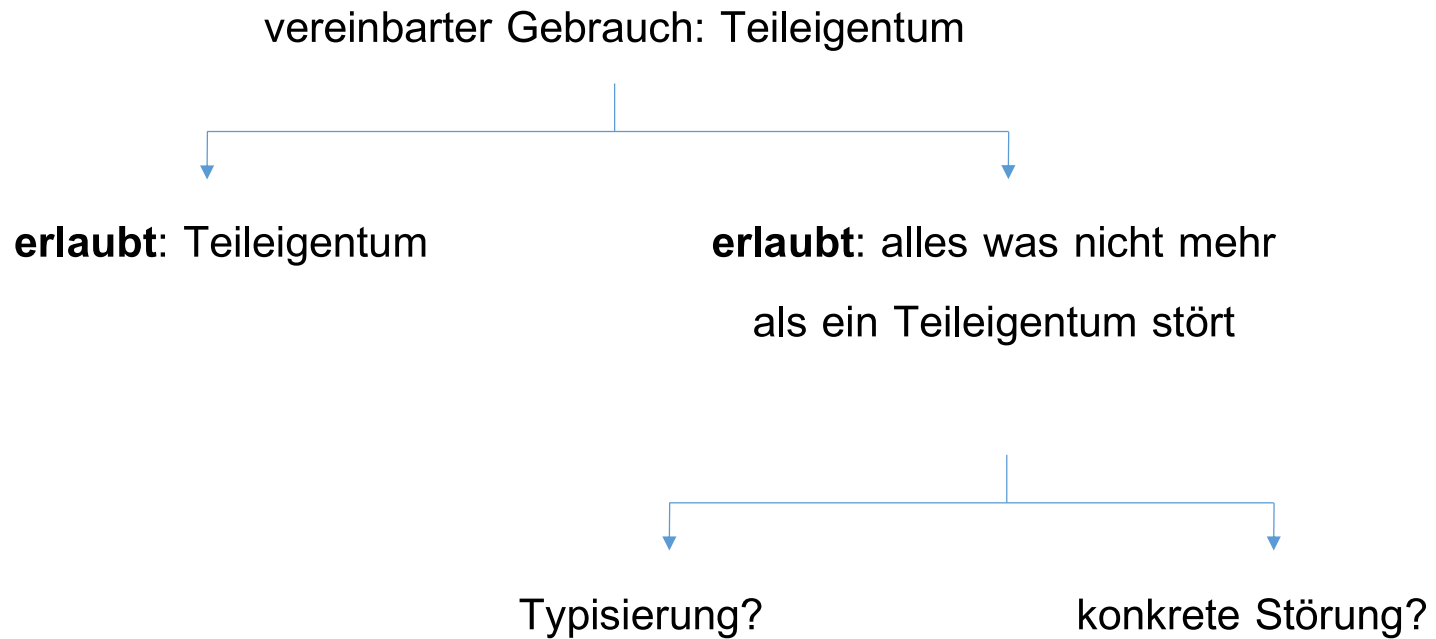 vereinbarter Gebrauch: Teileigentum
erlaubt: Teileigentum
erlaubt: alles was nicht mehr
als ein Teileigentum stört
Typisierung?
konkrete Störung?